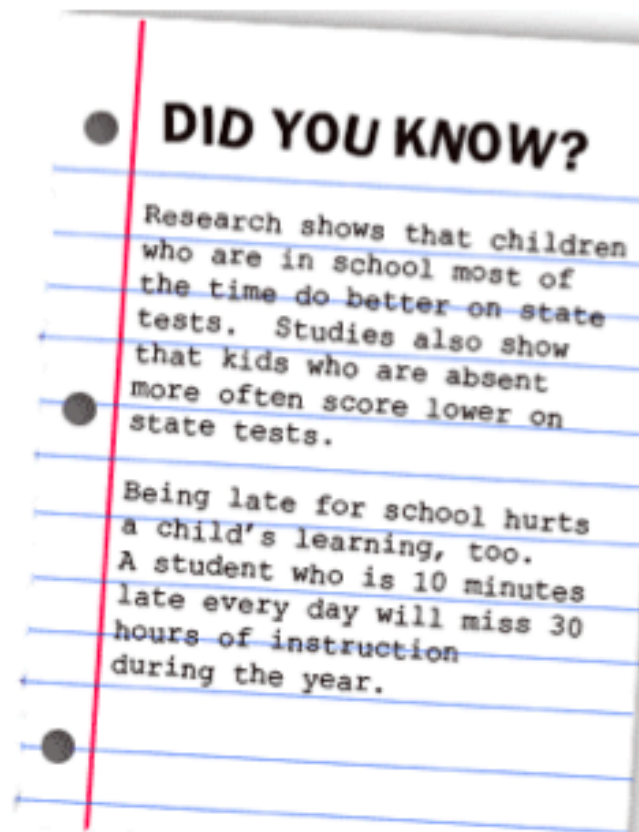 DID YOU KNOW?
Research shows that children
who are in school most of
the time do better on state
tests. Studies also show
that kids who are absent
more often score lower on
state tests.
Being late for school hurts
a child's learning, too.
A student who is 10 minutes
late every day will miss 30
hours of instruction
during the year.